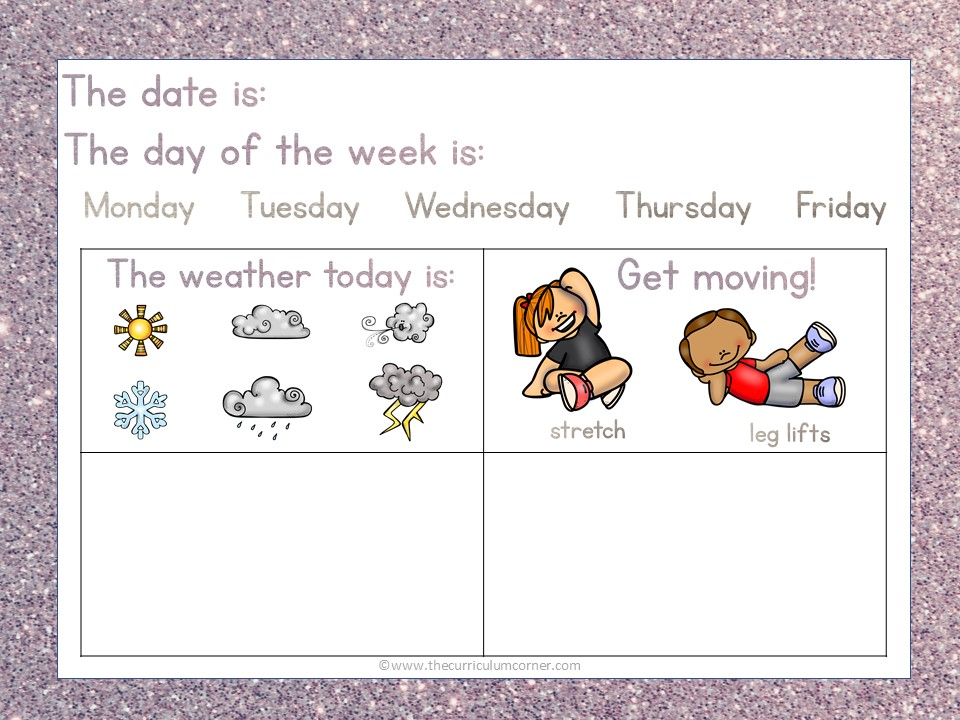 The date is:
The day of the week is:
Monday Tuesday Wednesday Thursday Friday
The weather today is:
Get moving!
stretch
leg lifts
©www.thecurriculumcorner.com